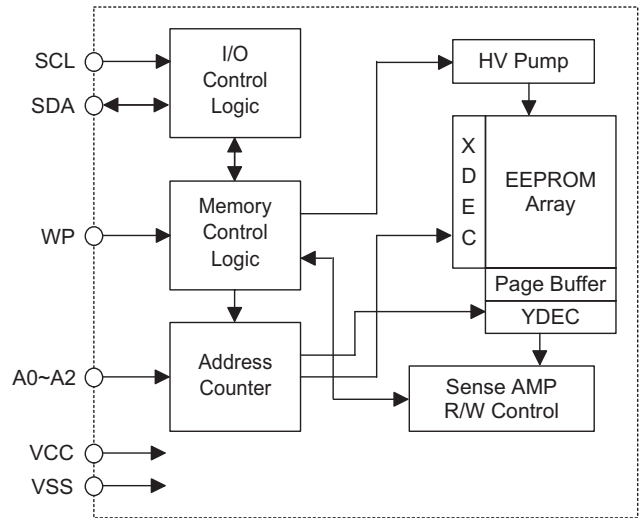 SCL
SDA
WP
A0~A2
VCC
VSS
I/O
Control
Logic
Memory
Control
Logic
Address
Counter
HV Pump
X
D
E
C
EEPROM
Array
Page Buffer
YDEC
Sense AMP
R/W Control